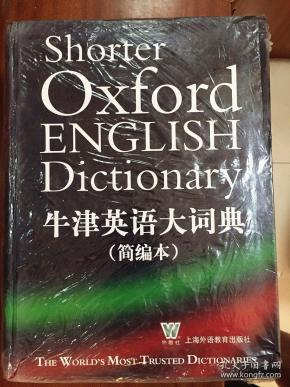 Shorter
Oxford
ENGLISH
Dictionary
牛津英语大词典
（简编本）
外教社
上海外语教育出版社
THE WORLD'S MOST TRUSTED DICTIONARIES